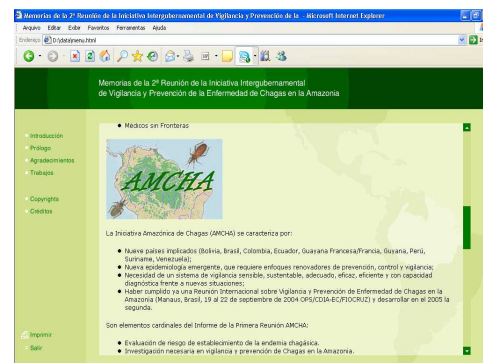 Memorias de la 2ª Reunión de la Iniciativa Intergubernamental de Vigilancia y Prevención de la - Microsoft Internet Explorer
Arquivo Editar Exibir Favoritos Ferramentas Ajuda
Endereço D:\data\menu.html
Memorias de la 2ª Reunión de la Iniciativa Intergubernamental
de Vigilancia y Prevención de la Enfermedad de Chagas en la Amazonia
Introducción
Prólogo
Agradecimientos
Trabajos
Copyrights
Créditos
Imprimir
Salir
Médicos sin Fronteras
AMCHA
La Iniciativa Amazónica de Chagas (AMCHA) se caracteriza por:
Nueve países implicados (Bolivia, Brasil, Colombia, Ecuador, Guayana Francesa/Francia, Guyana, Perú,
Suriname, Venezuela);
Nueva epidemiología emergente, que requiere enfoques renovadores de prevención, control y vigilancia;
Necesidad de un sistema de vigilancia sensible, sustentable, adecuado, eficaz, eficiente y con capacidad
diagnóstica frente a nuevas situaciones;
Haber cumplido ya una Reunión Internacional sobre Vigilancia y Prevención de Enfermedad de Chagas en la
Amazonia (Manaus, Brasil, 19 al 22 de septiembre de 2004 OPS/CDIA-EC/FIOCRUZ) y desarrollar en el 2005 la
segunda.
Son elementos cardinales del Informe de la Primera Reunión AMCHA:
Evaluación de riesgo de establecimiento de la endemia chagásica.
Investigación necesaria en vigilancia y prevención de Chagas en la Amazonia.